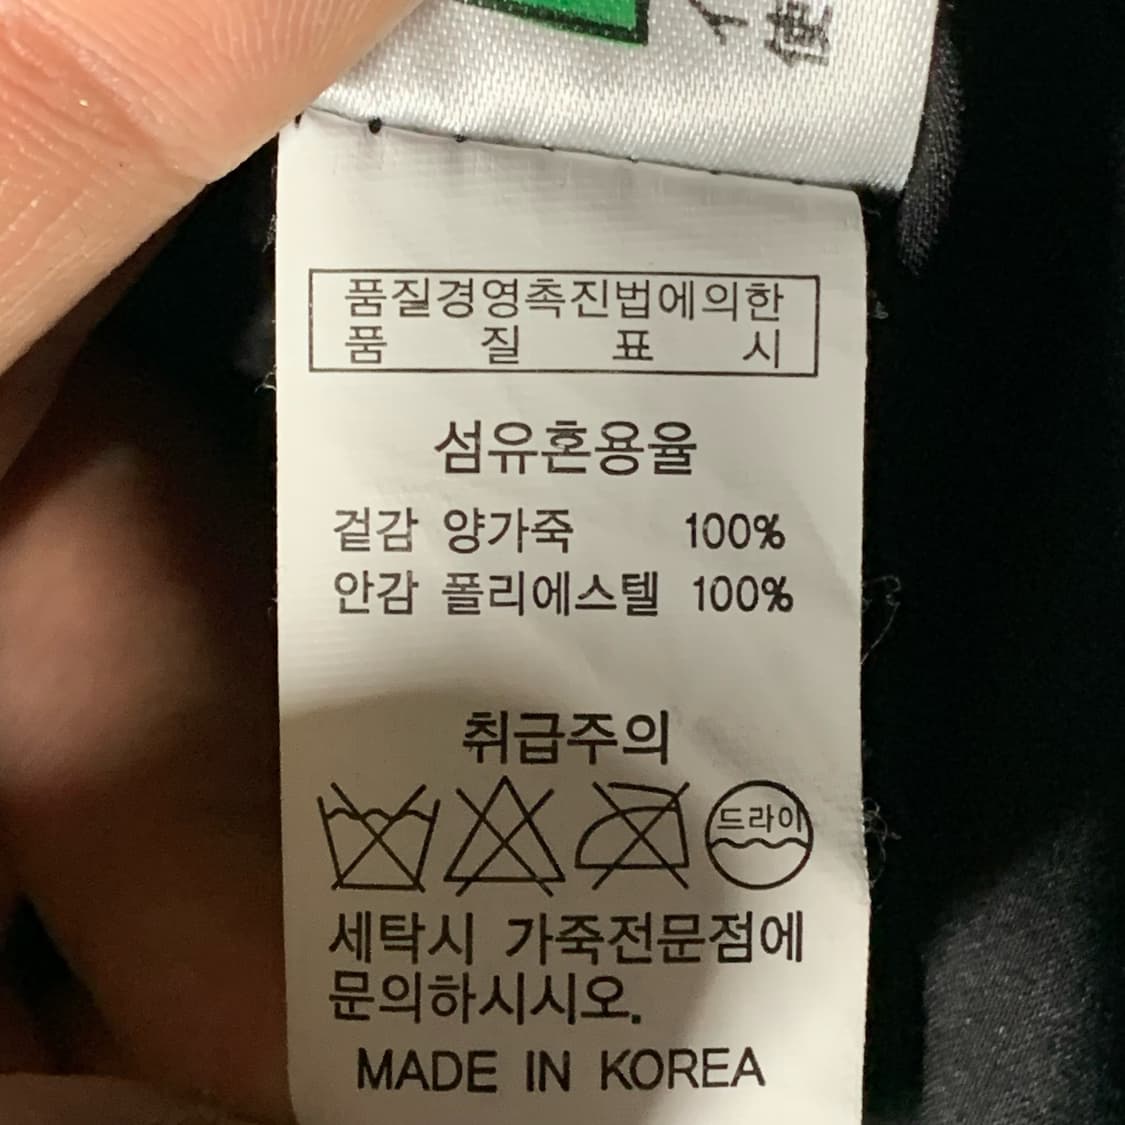 使
품질경영촉진법에의한
품 질 표 시
섬유혼용율
겉감 양가죽 100%
안감 폴리에스텔 100%
취급주의
드라이
세탁시 가죽전문점에
문의하시시오.
MADE IN KOREA